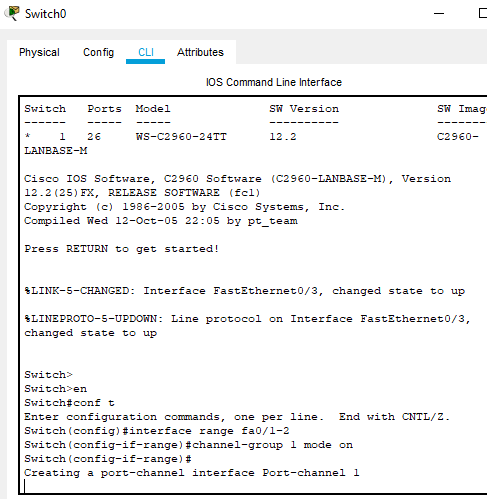 Switch0
Physical Config CLI Attributes
IOS Command Line Interface
Switch Ports Model SW Version SW Imag
------ ----- ----- ---------- -------
* 1 26 WS-C2960-24TT 12.2 C2960-
LANBASE-M
Cisco IOS Software, C2960 Software (C2960-LANBASE-M), Version
12.2(25)FX, RELEASE SOFTWARE (fc1)
Copyright (c) 1986-2005 by Cisco Systems, Inc.
Compiled Wed 12-Oct-05 22:05 by pt_team
Press RETURN to get started!
%LINK-5-CHANGED: Interface FastEthernet0/3, changed state to up
%LINEPROTO-5-UPDOWN: Line protocol on Interface FastEthernet0/3,
changed state to up
Switch>
Switch>en
Switch#conf t
Enter configuration commands, one per line. End with CNTL/Z.
Switch(config)#interface range fa0/1-2
Switch(config-if-range)#channel-group 1 mode on
Switch(config-if-range)#
Creating a port-channel interface Port-channel 1